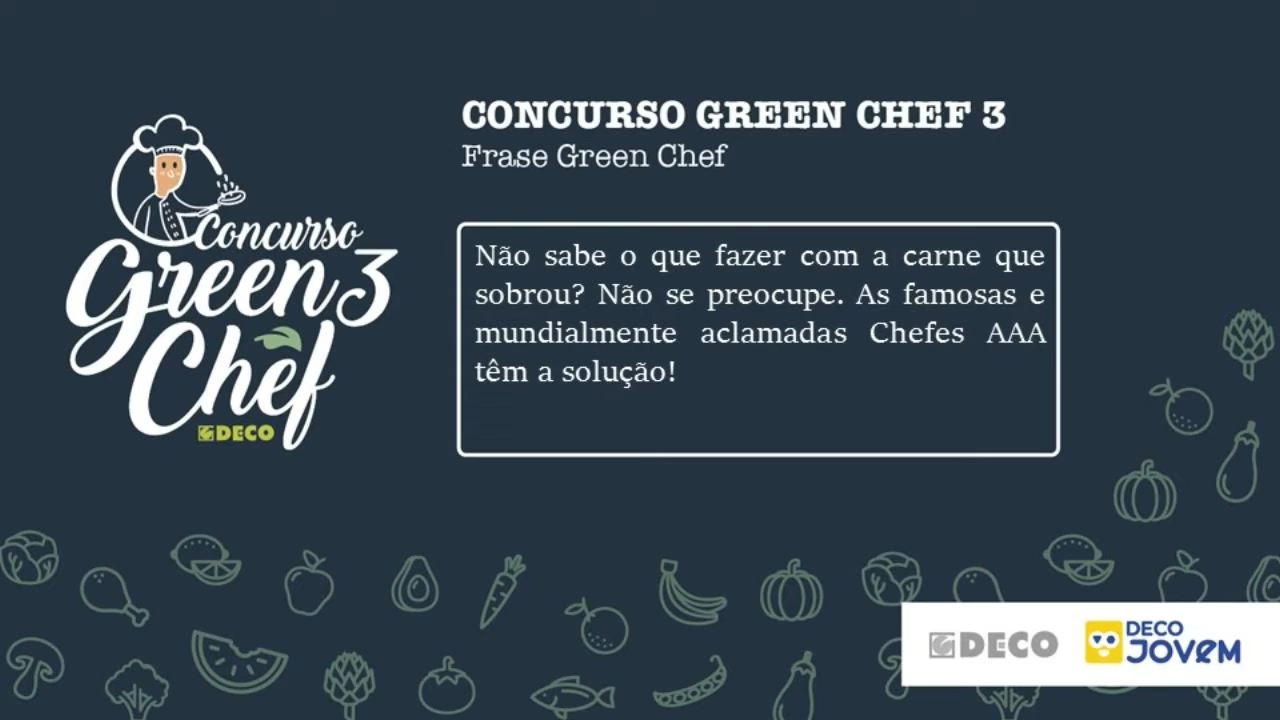 CONCURSO GREEN CHEF 3
Frase Green Chef
Concurso
Green 3
Chef
DECO
Não sabe o que fazer com a carne que
sobrou? Não se preocupe. As famosas e
mundialmente aclamadas Chefes AAA
têm a solução!
DECO
DECO
JOVEM